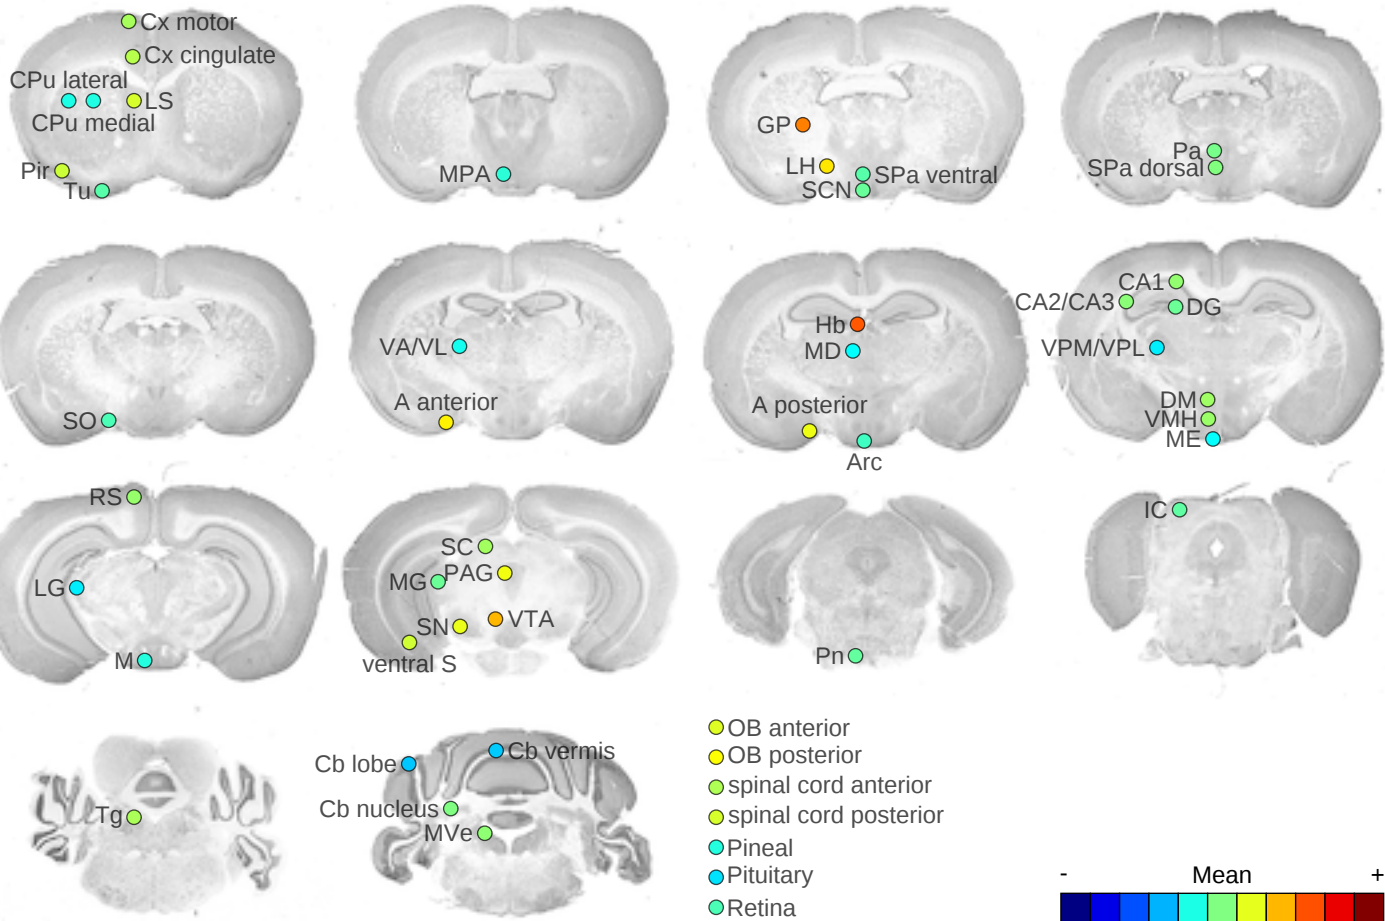 Cx motor
Cx cingulate
CPu lateral
LS
CPu medial
Pir
Tu
MPA
GP
LH
SPa ventral
SCN
Pa
SPa dorsal
SO
VA/VL
A anterior
Hb
MD
A posterior
Arc
CA1
CA2/CA3
DG
VPM/VPL
DM
VMH
ME
RS
LG
M
SC
MG
PAG
SN
VTA
ventral S
Pn
IC
Tg
Cb lobe
Cb vermis
Cb nucleus
MVe
OB anterior
OB posterior
spinal cord anterior
spinal cord posterior
Pineal
Pituitary
Retina
- Mean +